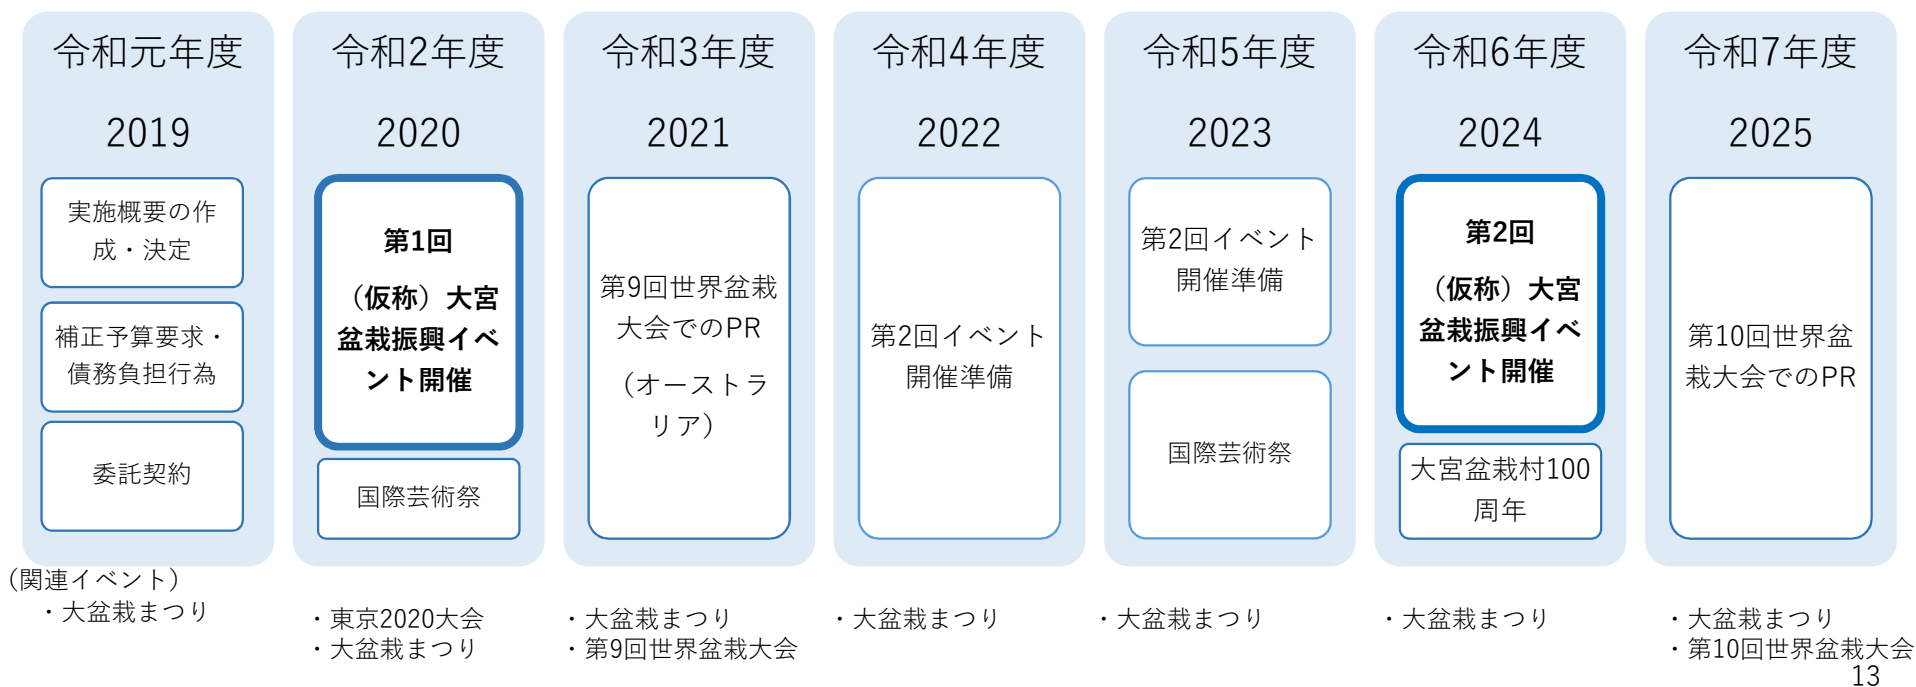 令和元年度
2019
実施概要の作
成・決定
補正予算要求・
債務負担行為
委託契約
令和2年度
2020
第1回
（仮称）大宮
盆栽振興イベ
ント開催
国際芸術祭
令和3年度
2021
第9回世界盆栽
大会でのPR
（オーストラ
リア）
令和4年度
2022
第2回イベント
開催準備
令和5年度
2023
第2回イベント
開催準備
国際芸術祭
令和6年度
2024
第2回
（仮称）大宮
盆栽振興イベ
ント開催
大宮盆栽村100
周年
令和7年度
2025
第10回世界盆
栽大会でのPR
（関連イベント）
・大盆栽まつり
・東京2020大会
・大盆栽まつり
・大盆栽まつり
・第9回世界盆栽大会
・大盆栽まつり
・大盆栽まつり
・大盆栽まつり
・大盆栽まつり
・第10回世界盆栽大会
13